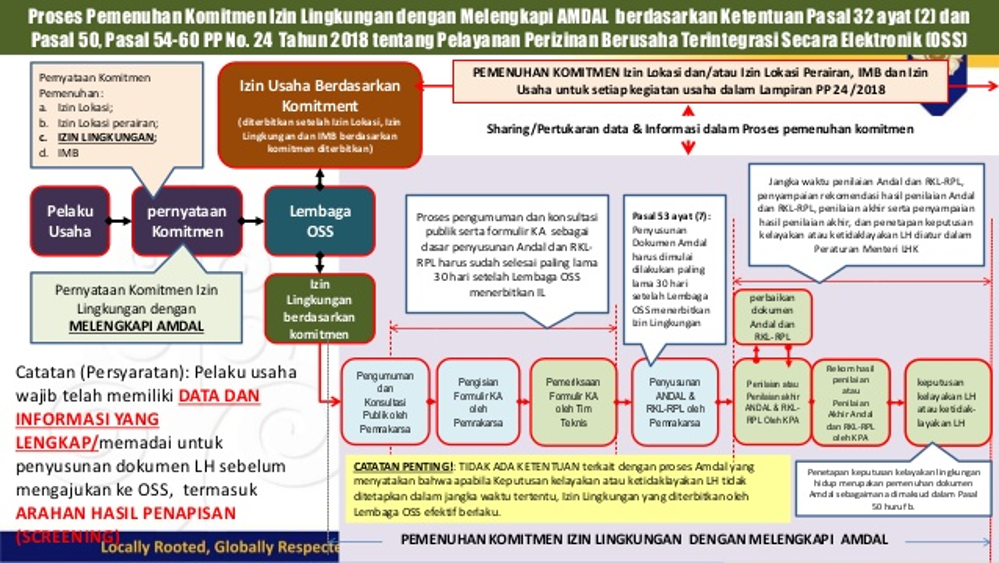 Proses Pemenuhan Komitmen Izin Lingkungan dengan Melengkapi AMDAL berdasarkan Ketentuan Pasal 32 ayat (2) dan
Pasal 50, Pasal 54-60 PP No. 24 Tahun 2018 tentang Pelayanan Perizinan Berusaha Terintegrasi Secara Elektronik (OSS)
Pernyataan Komitmen
Pemenuhan:
a. Izin Lokasi;
b. Izin Lokasi perairan;
c. IZIN LINGKUNGAN;
d. IMB
Izin Usaha Berdasarkan
Komitment
(diterbitkan setelah Izin Lokasi, Izin
Lingkungan dan IMB berdasarkan
komitmen diterbitkan)
PEMENUHAN KOMITMEN Izin Lokasi dan/atau Izin Lokasi Perairan, IMB dan Izin
Usaha untuk setiap kegiatan usaha dalam Lampiran PP 24 /2018
Sharing/Pertukaran data & Informasi dalam Proses pemenuhan komitmen
Pelaku
Usaha
pernyataan
Komitmen
Lembaga
OSS
Pernyataan Komitmen Izin
Lingkungan dengan
MELENGKAPI AMDAL
Izin
Lingkungan
berdasarkan
komitmen
Proses pengumuman dan konsultasi
publik serta formulir KA sebagai
dasar penyusunan Andal dan RKL-
RPL harus sudah selesai paling lama
30 hari setelah Lembaga OSS
menerbitkan IL
Pasal 53 ayat (7):
Penyusunan
Dokumen Amdal
harus dimulai
dilakukan paling
lama 30 hari
setelah Lembaga
OSS menerbitkan
Izin Lingkungan
Jangka waktu penilaian Andal dan RKL-RPL,
penyampaian rekomendasi hasil penilaian Andal
dan RKL-RPL, penilaian akhir serta penyampaian
hasil penilaian akhir, dan penetapan keputusan
kelayakan atau ketidaklayakan LH diatur dalam
Peraturan Menteri LHK
perbaikan
dokumen
Andal dan
RKL-RPL
Pengumuman
dan
Konsultasi
Publik oleh
Pemrakarsa
Pengisian
Formulir KA
oleh
Pemrakarsa
Pemeriksaan
Formulir KA
oleh Tim
Teknis
Penyusunan
ANDAL &
RKL-RPL oleh
Pemrakarsa
Penilaian atau
Penilaian akhir
ANDAL & RKL-
RPL Oleh KPA
Rekom hasil
penilaian
atau
Penilaian
Akhir Andal
dan RKL-RPL
oleh KPA
keputusan
kelayakan LH
atau ketidak-
layakan LH
Catatan (Persyaratan): Pelaku usaha
wajib telah memiliki DATA DAN
INFORMASI YANG
LENGKAP/memadai untuk
penyusunan dokumen LH sebelum
mengajukan ke OSS, termasuk
ARAHAN HASIL PENAPISAN
(SCREENING)
CATATAN PENTING!: TIDAK ADA KETENTUAN terkait dengan proses Amdal yang
menyatakan bahwa apabila Keputusan kelayakan atau ketidaklayakan LH tidak
ditetapkan dalam jangka waktu tertentu, Izin Lingkungan yang diterbitkan oleh
Lembaga OSS efektif berlaku.
Penetapan keputusan kelayakan lingkungan
hidup merupakan pemenuhan dokumen
Amdal sebagaimana dimaksud dalam Pasal
50 huruf b.
Locally Rooted, Globally Respecte
PEMENUHAN KOMITMEN IZIN LINGKUNGAN DENGAN MELENGKAPI AMDAL